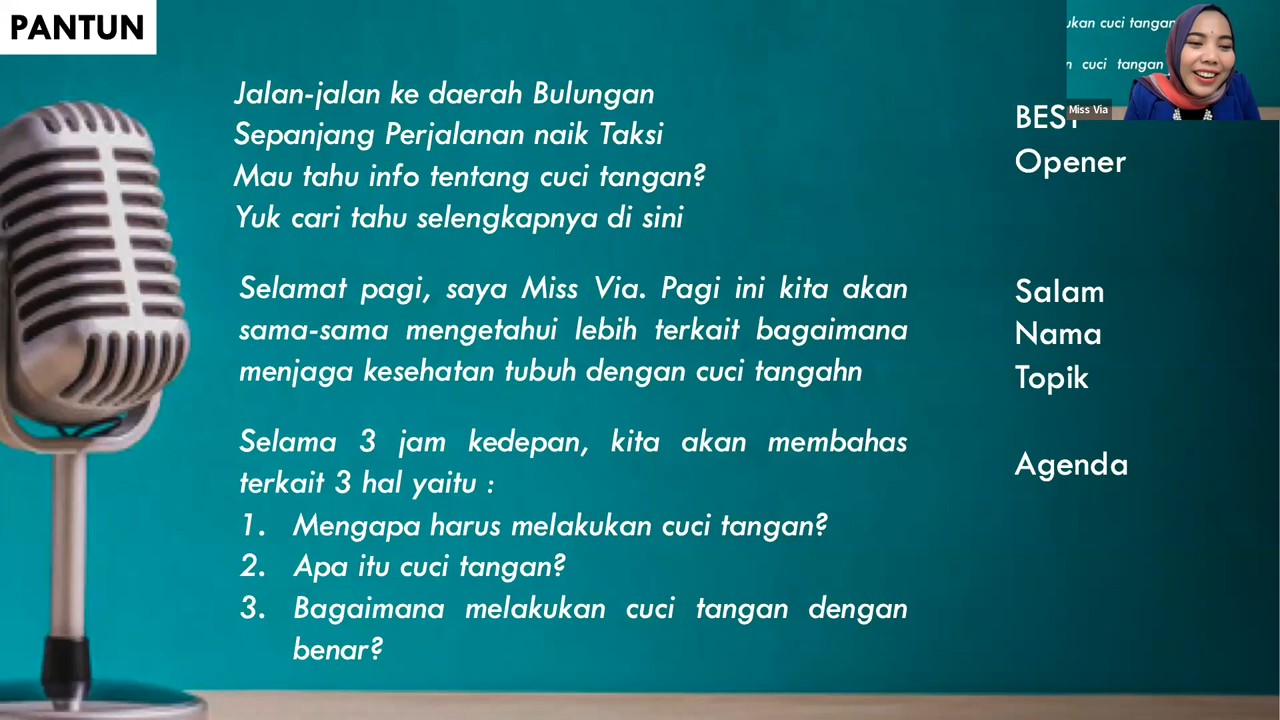 PANTUN
Jalan-jalan ke daerah Bulungan
Sepanjang Perjalanan naik Taksi
Mau tahu info tentang cuci tangan?
Yuk cari tahu selengkapnya di sini
Selamat pagi, saya Miss Via. Pagi ini kita akan
sama-sama mengetahui lebih terkait bagaimana
menjaga kesehatan tubuh dengan cuci tangahn
Selama 3 jam kedepan, kita akan membahas
terkait 3 hal yaitu :
1. Mengapa harus melakukan cuci tangan?
2. Apa itu cuci tangan?
3. Bagaimana melakukan cuci tangan dengan
benar?
cuci tangan
cuci tangan
Miss Via
BEST
Opener
Salam
Nama
Topik
Agenda